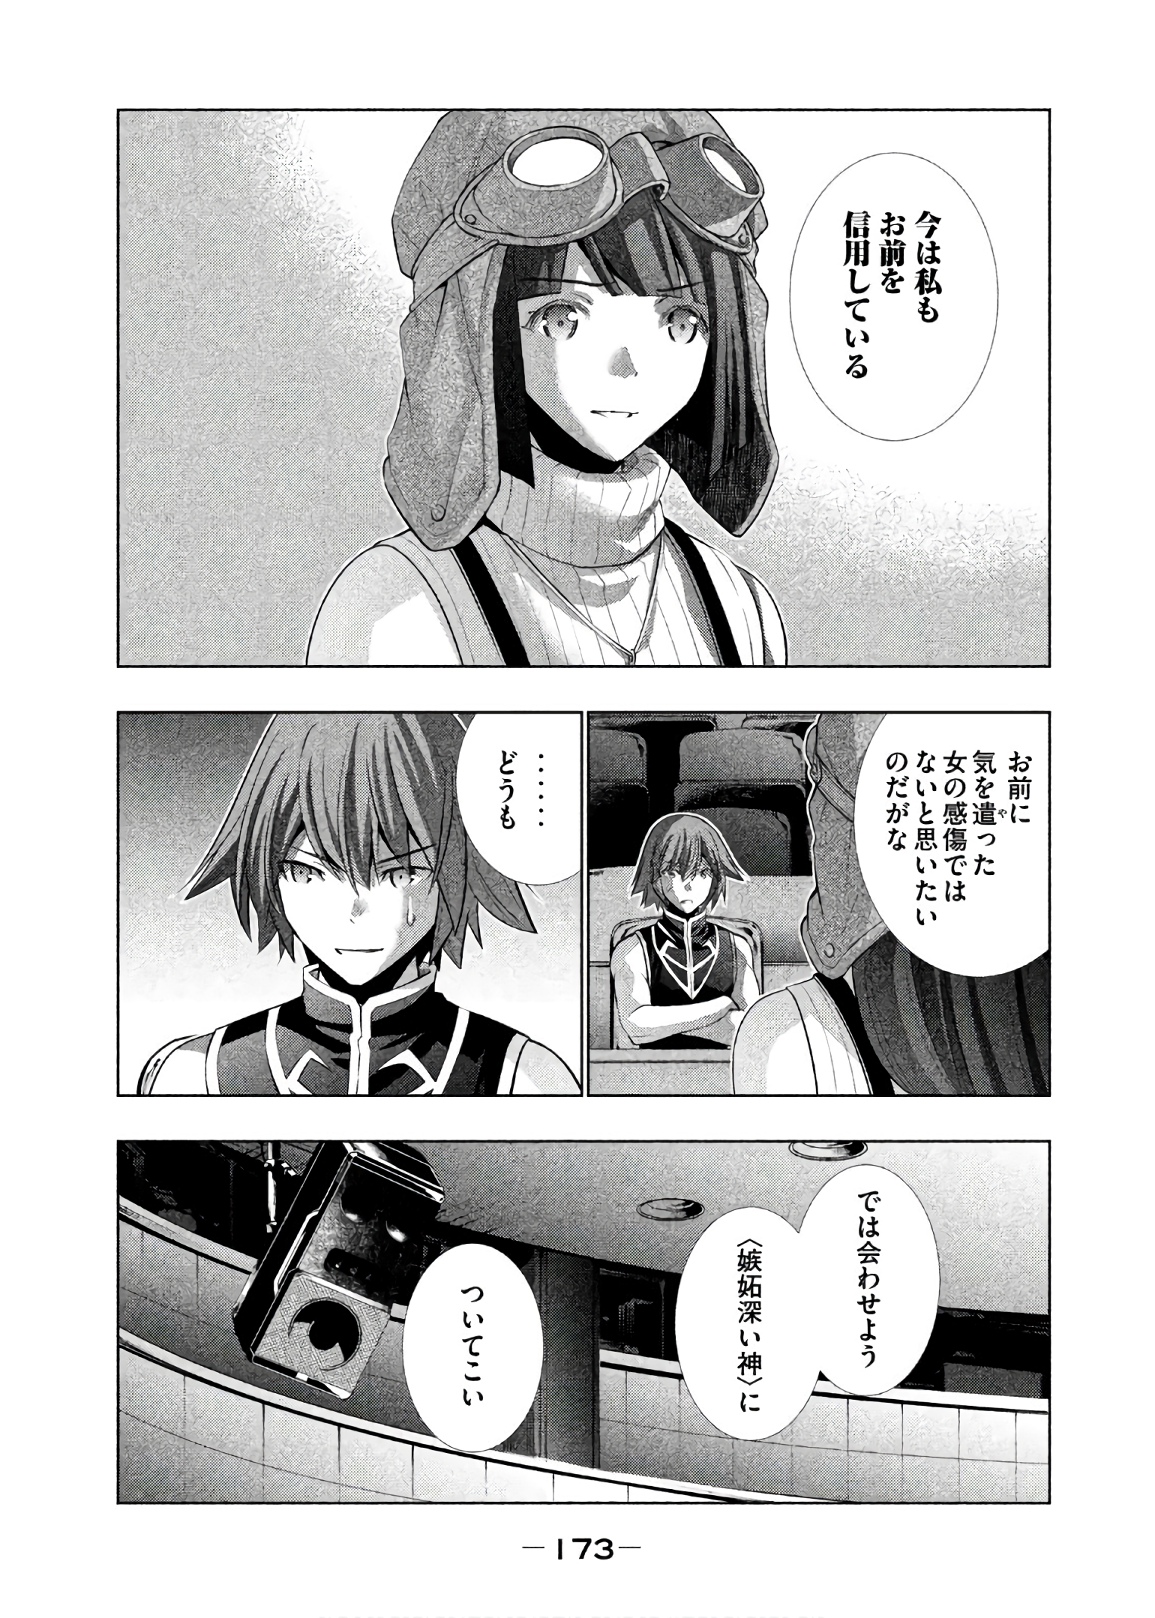 今は私も
お前を
信用している
お前に
気を遣った
女の感傷では
ないと思いたい
のだがな
や
・・・・・・
どうも
では会わせよう
〈嫉妬深い神〉に
ついてこい
—173—